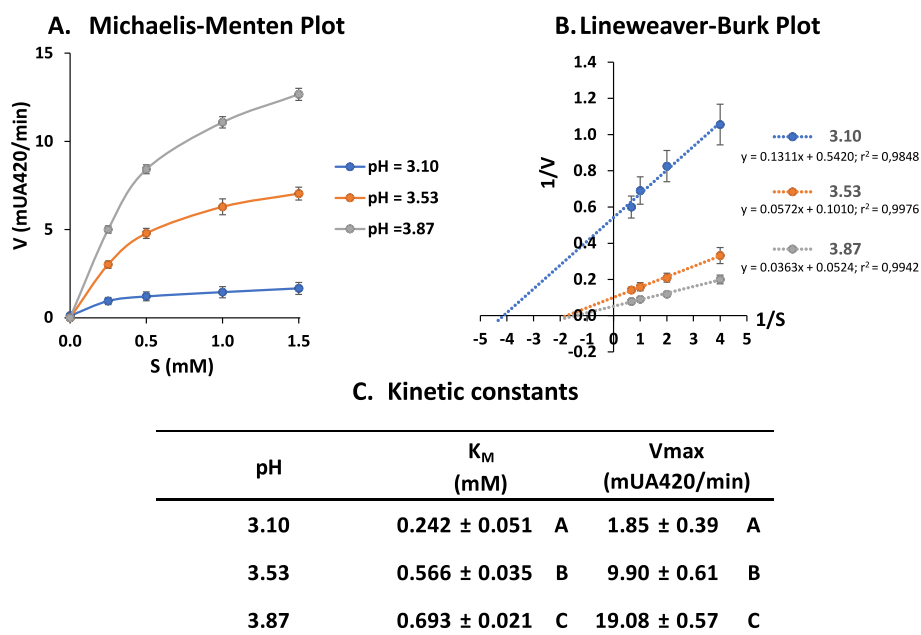 A. Michaelis-Menten Plot
15
10
5
0
0.0 0.5 1.0 1.5
V (mUA420/min)
S (mM)
pH = 3.10
pH = 3.53
pH =3.87
B. Lineweaver-Burk Plot
1.4
1.2
1.0
0.8
0.6
0.4
0.2
0.0
-0.2
-5 -4 -3 -2 -1 0 1 2 3 4 5
1/V
1/S
3.10
y = 0.1311x + 0.5420; r² = 0,9848
3.53
y = 0.0572x + 0.1010; r² = 0,9976
3.87
y = 0.0363x + 0.0524; r² = 0,9942
C. Kinetic constants
pH KM (mM) Vmax (mUA420/min)
3.10 0.242 ± 0.051 A 1.85 ± 0.39 A
3.53 0.566 ± 0.035 B 9.90 ± 0.61 B
3.87 0.693 ± 0.021 C 19.08 ± 0.57 C